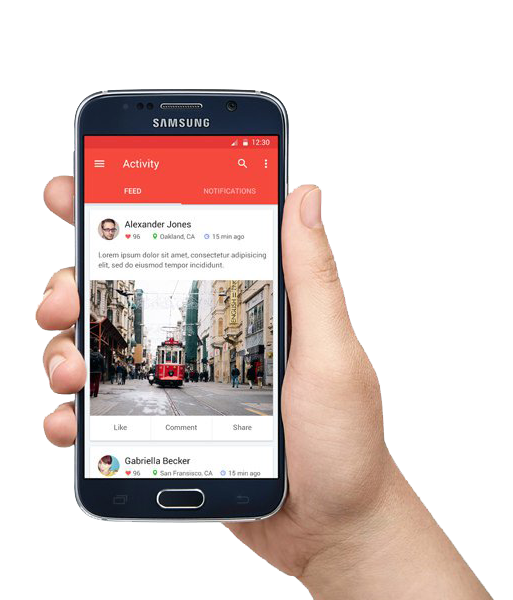 SAMSUNG
12:30
Activity
FEED NOTIFICATIONS
Alexander Jones
96 Oakland, CA 15 min ago
Lorem ipsum dolor sit amet, consectetur adipisicing
elit, sed do eiusmod tempor incididunt.
ENGLISH
Like Comment Share
Gabriella Becker
96 San Fransisco, CA 15 min ago